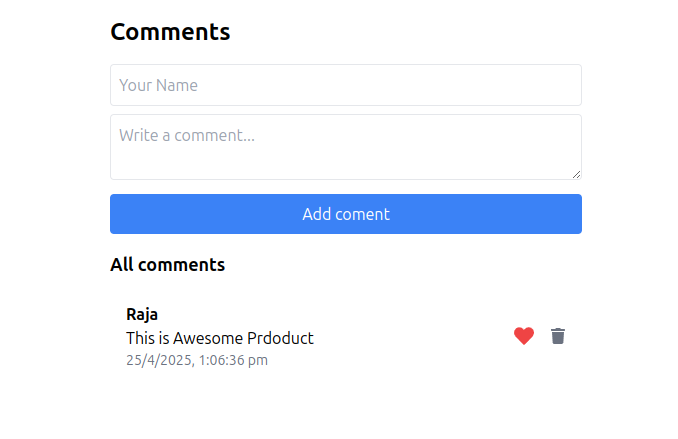 Comments
Your Name
Write a comment...
Add coment
All comments
Raja
This is Awesome Prdoduct
25/4/2025, 1:06:36 pm